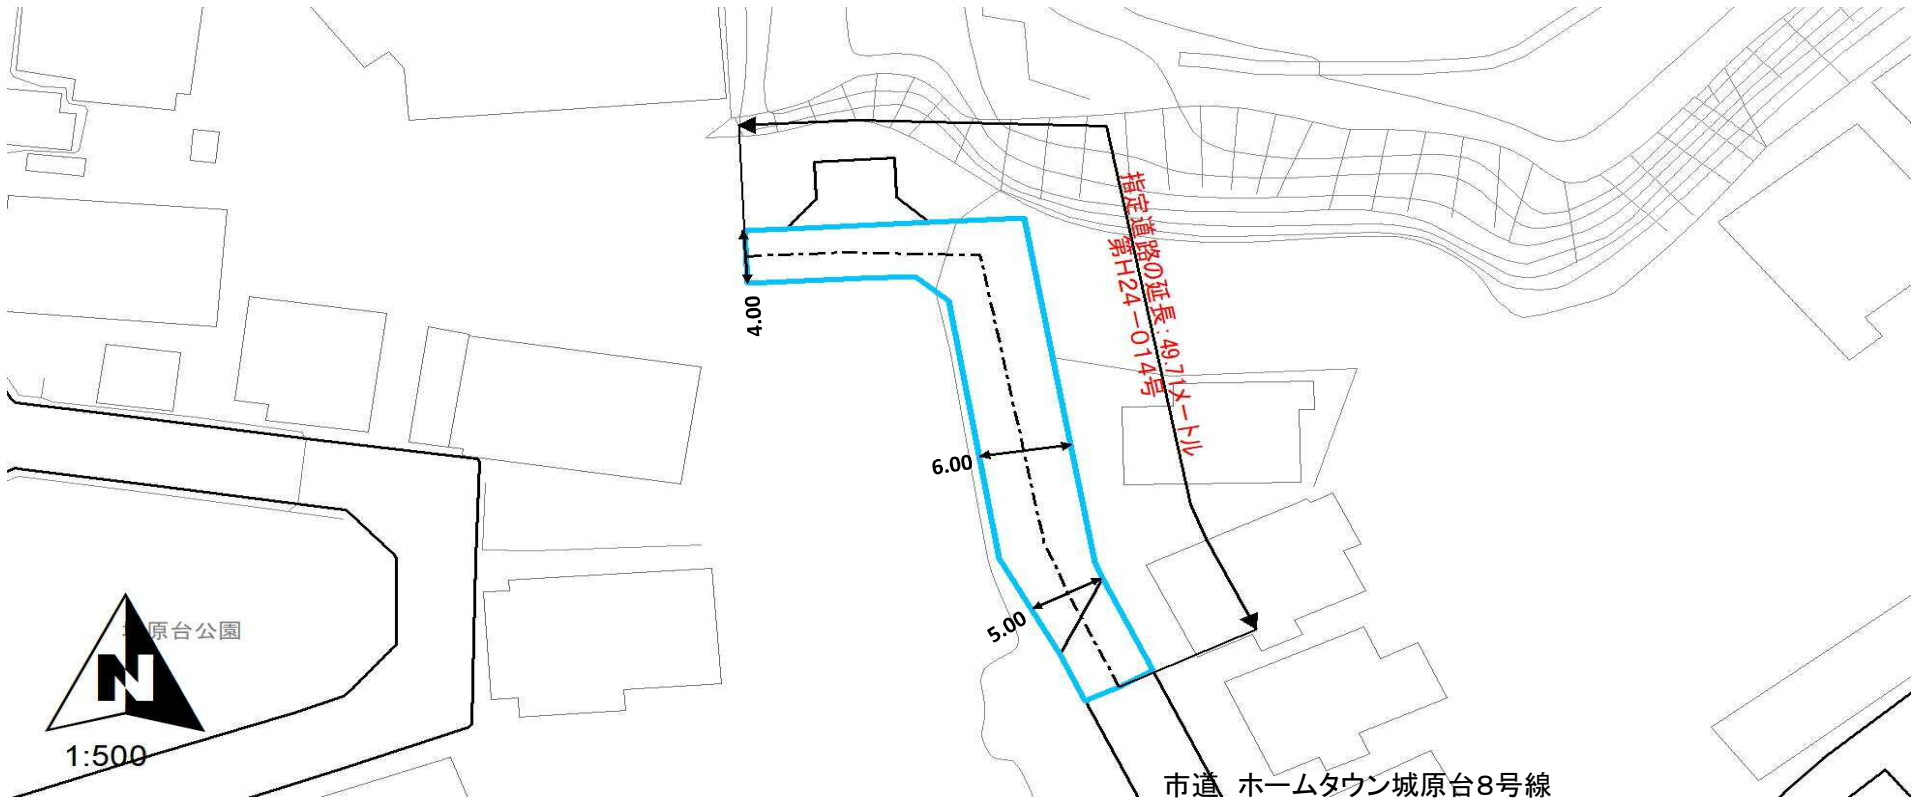 指定道路の延長：49.71メートル
第H24－014号
4.00
6.00
5.00
原台公園
N
1:500
市道 ホームタウン城原台8号線